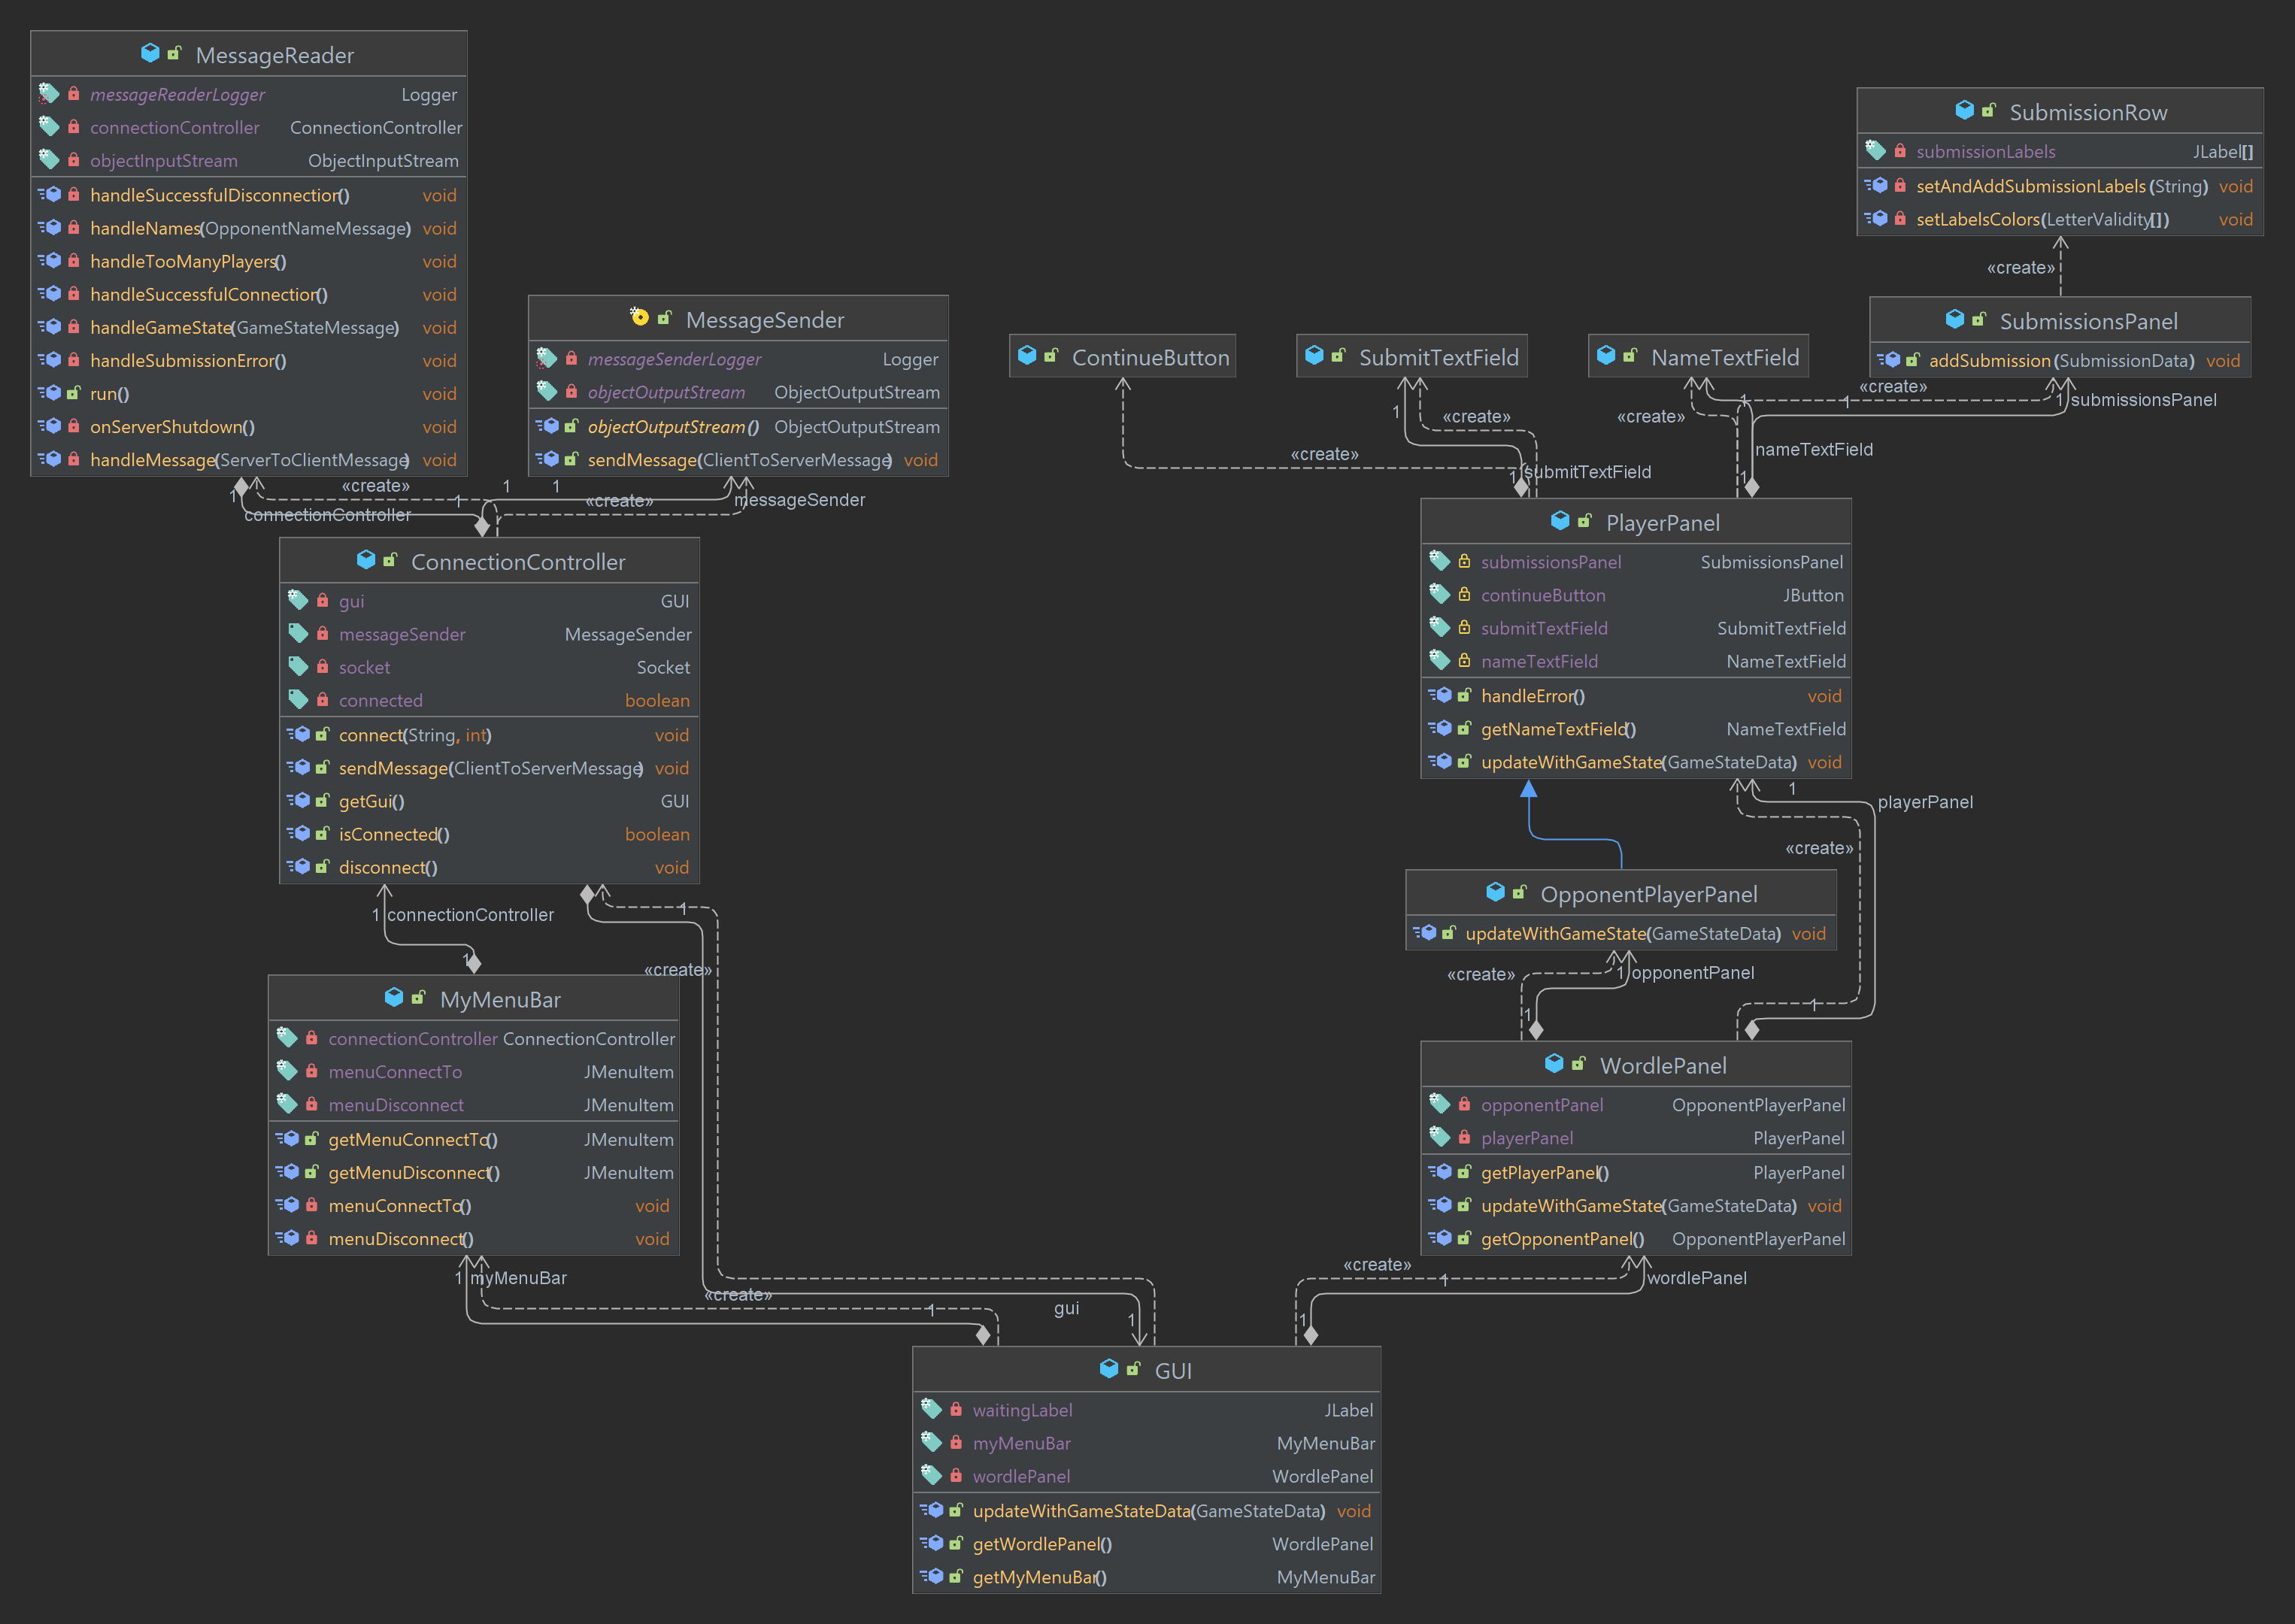 MessageReader
messageReaderLogger Logger
connectionController ConnectionController
objectInputStream ObjectInputStream
handleSuccessfulDisconnection() void
handleNames(OpponentNameMessage) void
handleTooManyPlayers() void
handleSuccessfulConnection() void
handleGameState(GameStateMessage) void
handleSubmissionError() void
run() void
onServerShutdown() void
handleMessage(ServerToClientMessage) void
SubmissionRow
submissionLabels JLabel[]
setAndAddSubmissionLabels(String) void
setLabelsColors(LetterValidity[]) void
«create»
MessageSender
messageSenderLogger Logger
objectOutputStream ObjectOutputStream
objectOutputStream() ObjectOutputStream
sendMessage(ClientToServerMessage) void
ContinueButton
SubmitTextField
NameTextField
SubmissionsPanel
addSubmission(SubmissionData) void
«create»
1 submissionsPanel
1
1
1 «create»
«create»
nameTextField
«create»
1 submitTextField
1
1 «create» 1
connectionController
1 1 «create» messageSender
ConnectionController
gui GUI
messageSender MessageSender
socket Socket
connected boolean
connect(String, int) void
sendMessage(ClientToServerMessage) void
getGui() GUI
isConnected() boolean
disconnect() void
PlayerPanel
submissionsPanel SubmissionsPanel
continueButton JButton
submitTextField SubmitTextField
nameTextField NameTextField
handleError() void
getNameTextField() NameTextField
updateWithGameState(GameStateData) void
1 playerPanel
«create»
OpponentPlayerPanel
updateWithGameState(GameStateData) void
1 connectionController
1
1
«create»
«create» 1 opponentPanel
1
1
MyMenuBar
connectionController ConnectionController
menuConnectTo JMenuItem
menuDisconnect JMenuItem
getMenuConnectTo() JMenuItem
getMenuDisconnect() JMenuItem
menuConnectTo() void
menuDisconnect() void
WordlePanel
opponentPanel OpponentPlayerPanel
playerPanel PlayerPanel
getPlayerPanel() PlayerPanel
updateWithGameState(GameStateData) void
getOpponentPanel() OpponentPlayerPanel
1 myMenuBar
«create»
1
gui
1
«create»
1 wordlePanel
1
GUI
waitingLabel JLabel
myMenuBar MyMenuBar
wordlePanel WordlePanel
updateWithGameStateData(GameStateData) void
getWordlePanel() WordlePanel
getMyMenuBar() MyMenuBar